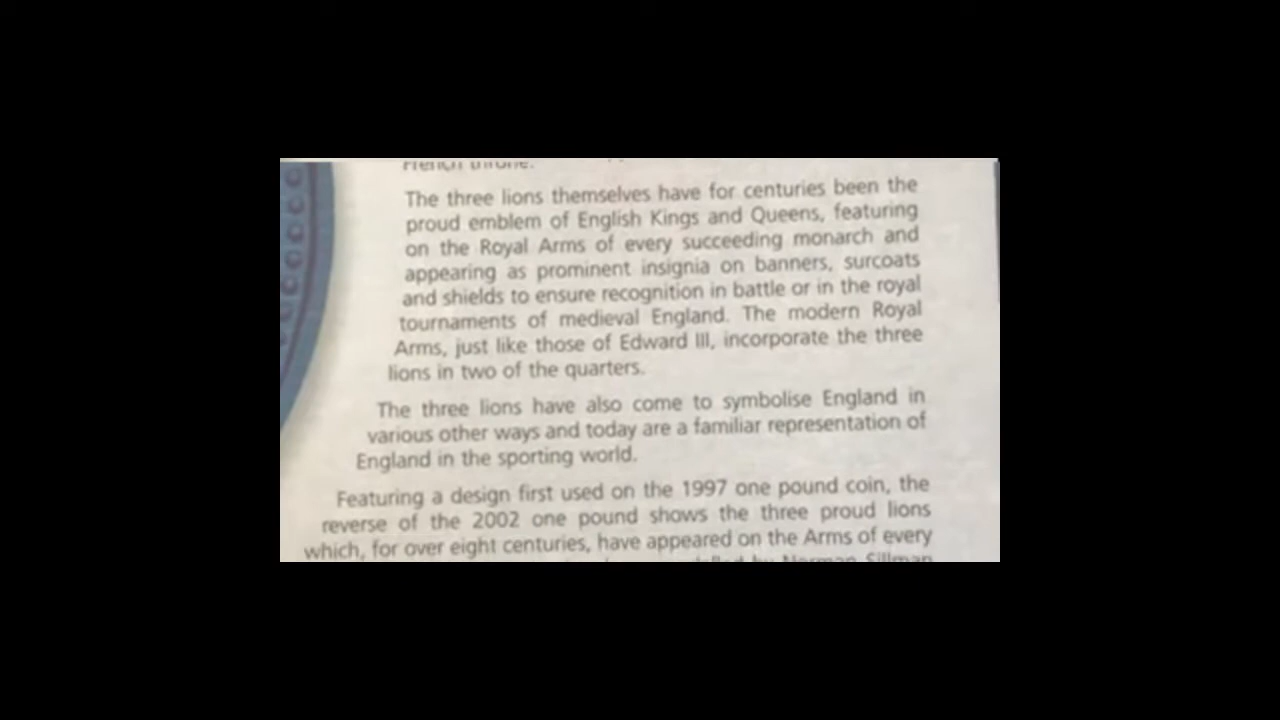 French throne.
The three lions themselves have for centuries been the
proud emblem of English Kings and Queens, featuring
on the Royal Arms of every succeeding monarch and
appearing as prominent insignia on banners, surcoats
and shields to ensure recognition in battle or in the royal
tournaments of medieval England. The modern Royal
Arms, just like those of Edward III, incorporate the three
lions in two of the quarters.
The three lions have also come to symbolise England in
various other ways and today are a familiar representation of
England in the sporting world.
Featuring a design first used on the 1997 one pound coin, the
reverse of the 2002 one pound shows the three proud lions
which, for over eight centuries, have appeared on the Arms of every
by Norman Sillman